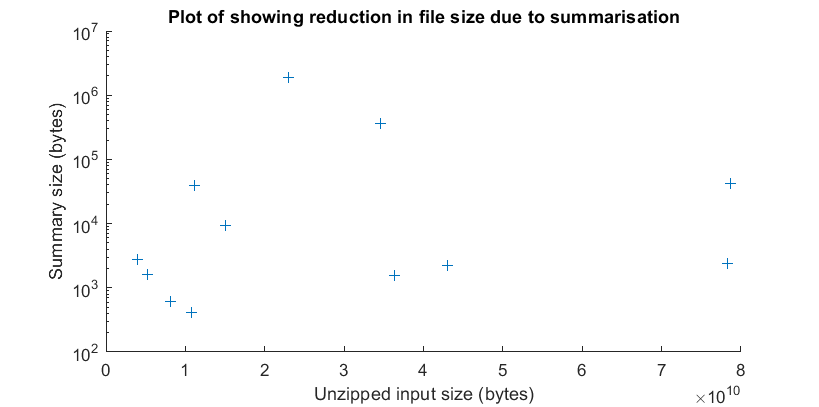 Plot of showing reduction in file size due to summarisation
10^7
10^6
10^5
10^4
10^3
10^2
Summary size (bytes)
0 1 2 3 4 5 6 7 8
×10^10
Unzipped input size (bytes)